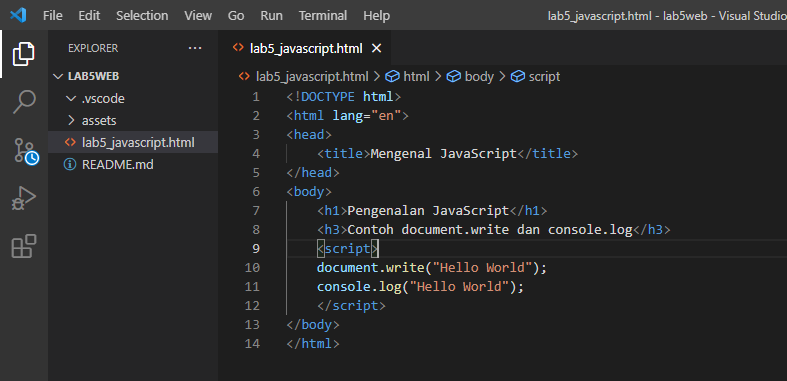 File Edit Selection View Go Run Terminal Help lab5_javascript.html - lab5web - Visual Studio
EXPLORER ··· <> lab5_javascript.html ×
LAB5WEB
.vscode
assets
<> lab5_javascript.html
README.md
<> lab5_javascript.html > html > body > script
1 <!DOCTYPE html>
2 <html lang="en">
3 <head>
4 <title>Mengenal JavaScript</title>
5 </head>
6 <body>
7 <h1>Pengenalan JavaScript</h1>
8 <h3>Contoh document.write dan console.log</h3>
9 <script>
10 document.write("Hello World");
11 console.log("Hello World");
12 </script>
13 </body>
14 </html>